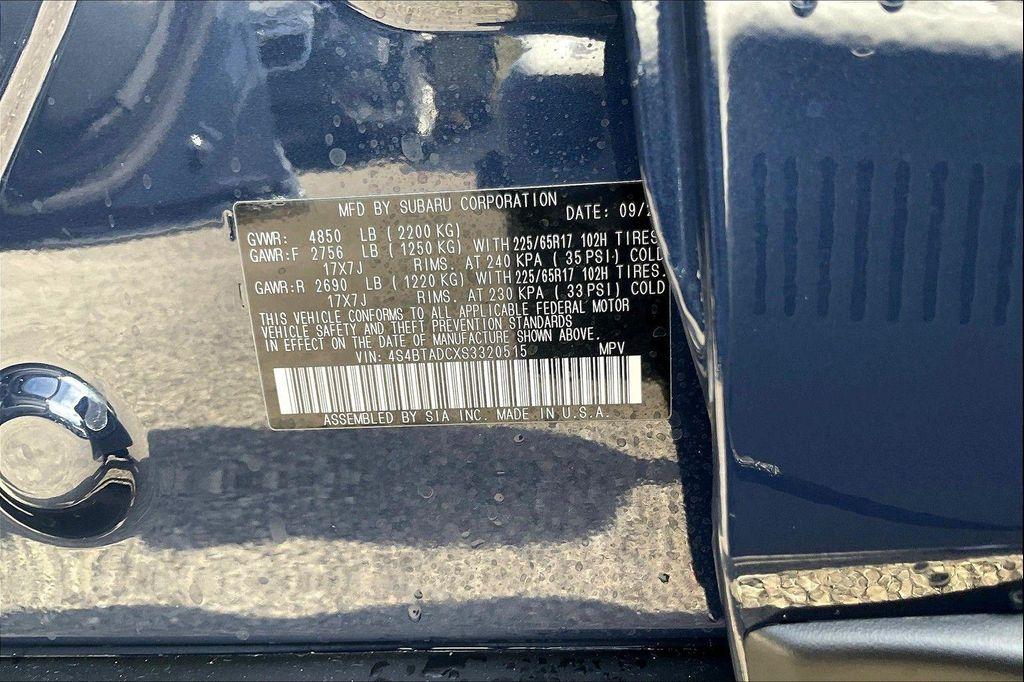 MFD BY SUBARU CORPORATION DATE: 09/2
GVWR: 4850 LB (2200 KG)
GAWR:F 2756 LB (1250 KG) WITH 225/65R17 102H TIRES
17X7J RIMS. AT 240 KPA (35 PSI) COLD
GAWR:R 2690 LB (1220 KG) WITH 225/65R17 102H TIRES.
17X7J RIMS. AT 230 KPA (33 PSI) COLD
THIS VEHICLE CONFORMS TO ALL APPLICABLE FEDERAL MOTOR
VEHICLE SAFETY AND THEFT PREVENTION STANDARDS
IN EFFECT ON THE DATE OF MANUFACTURE SHOWN ABOVE.
VIN: 4S4BTADCXS3320515 MPV
ASSEMBLED BY SIA INC. MADE IN U.S.A.